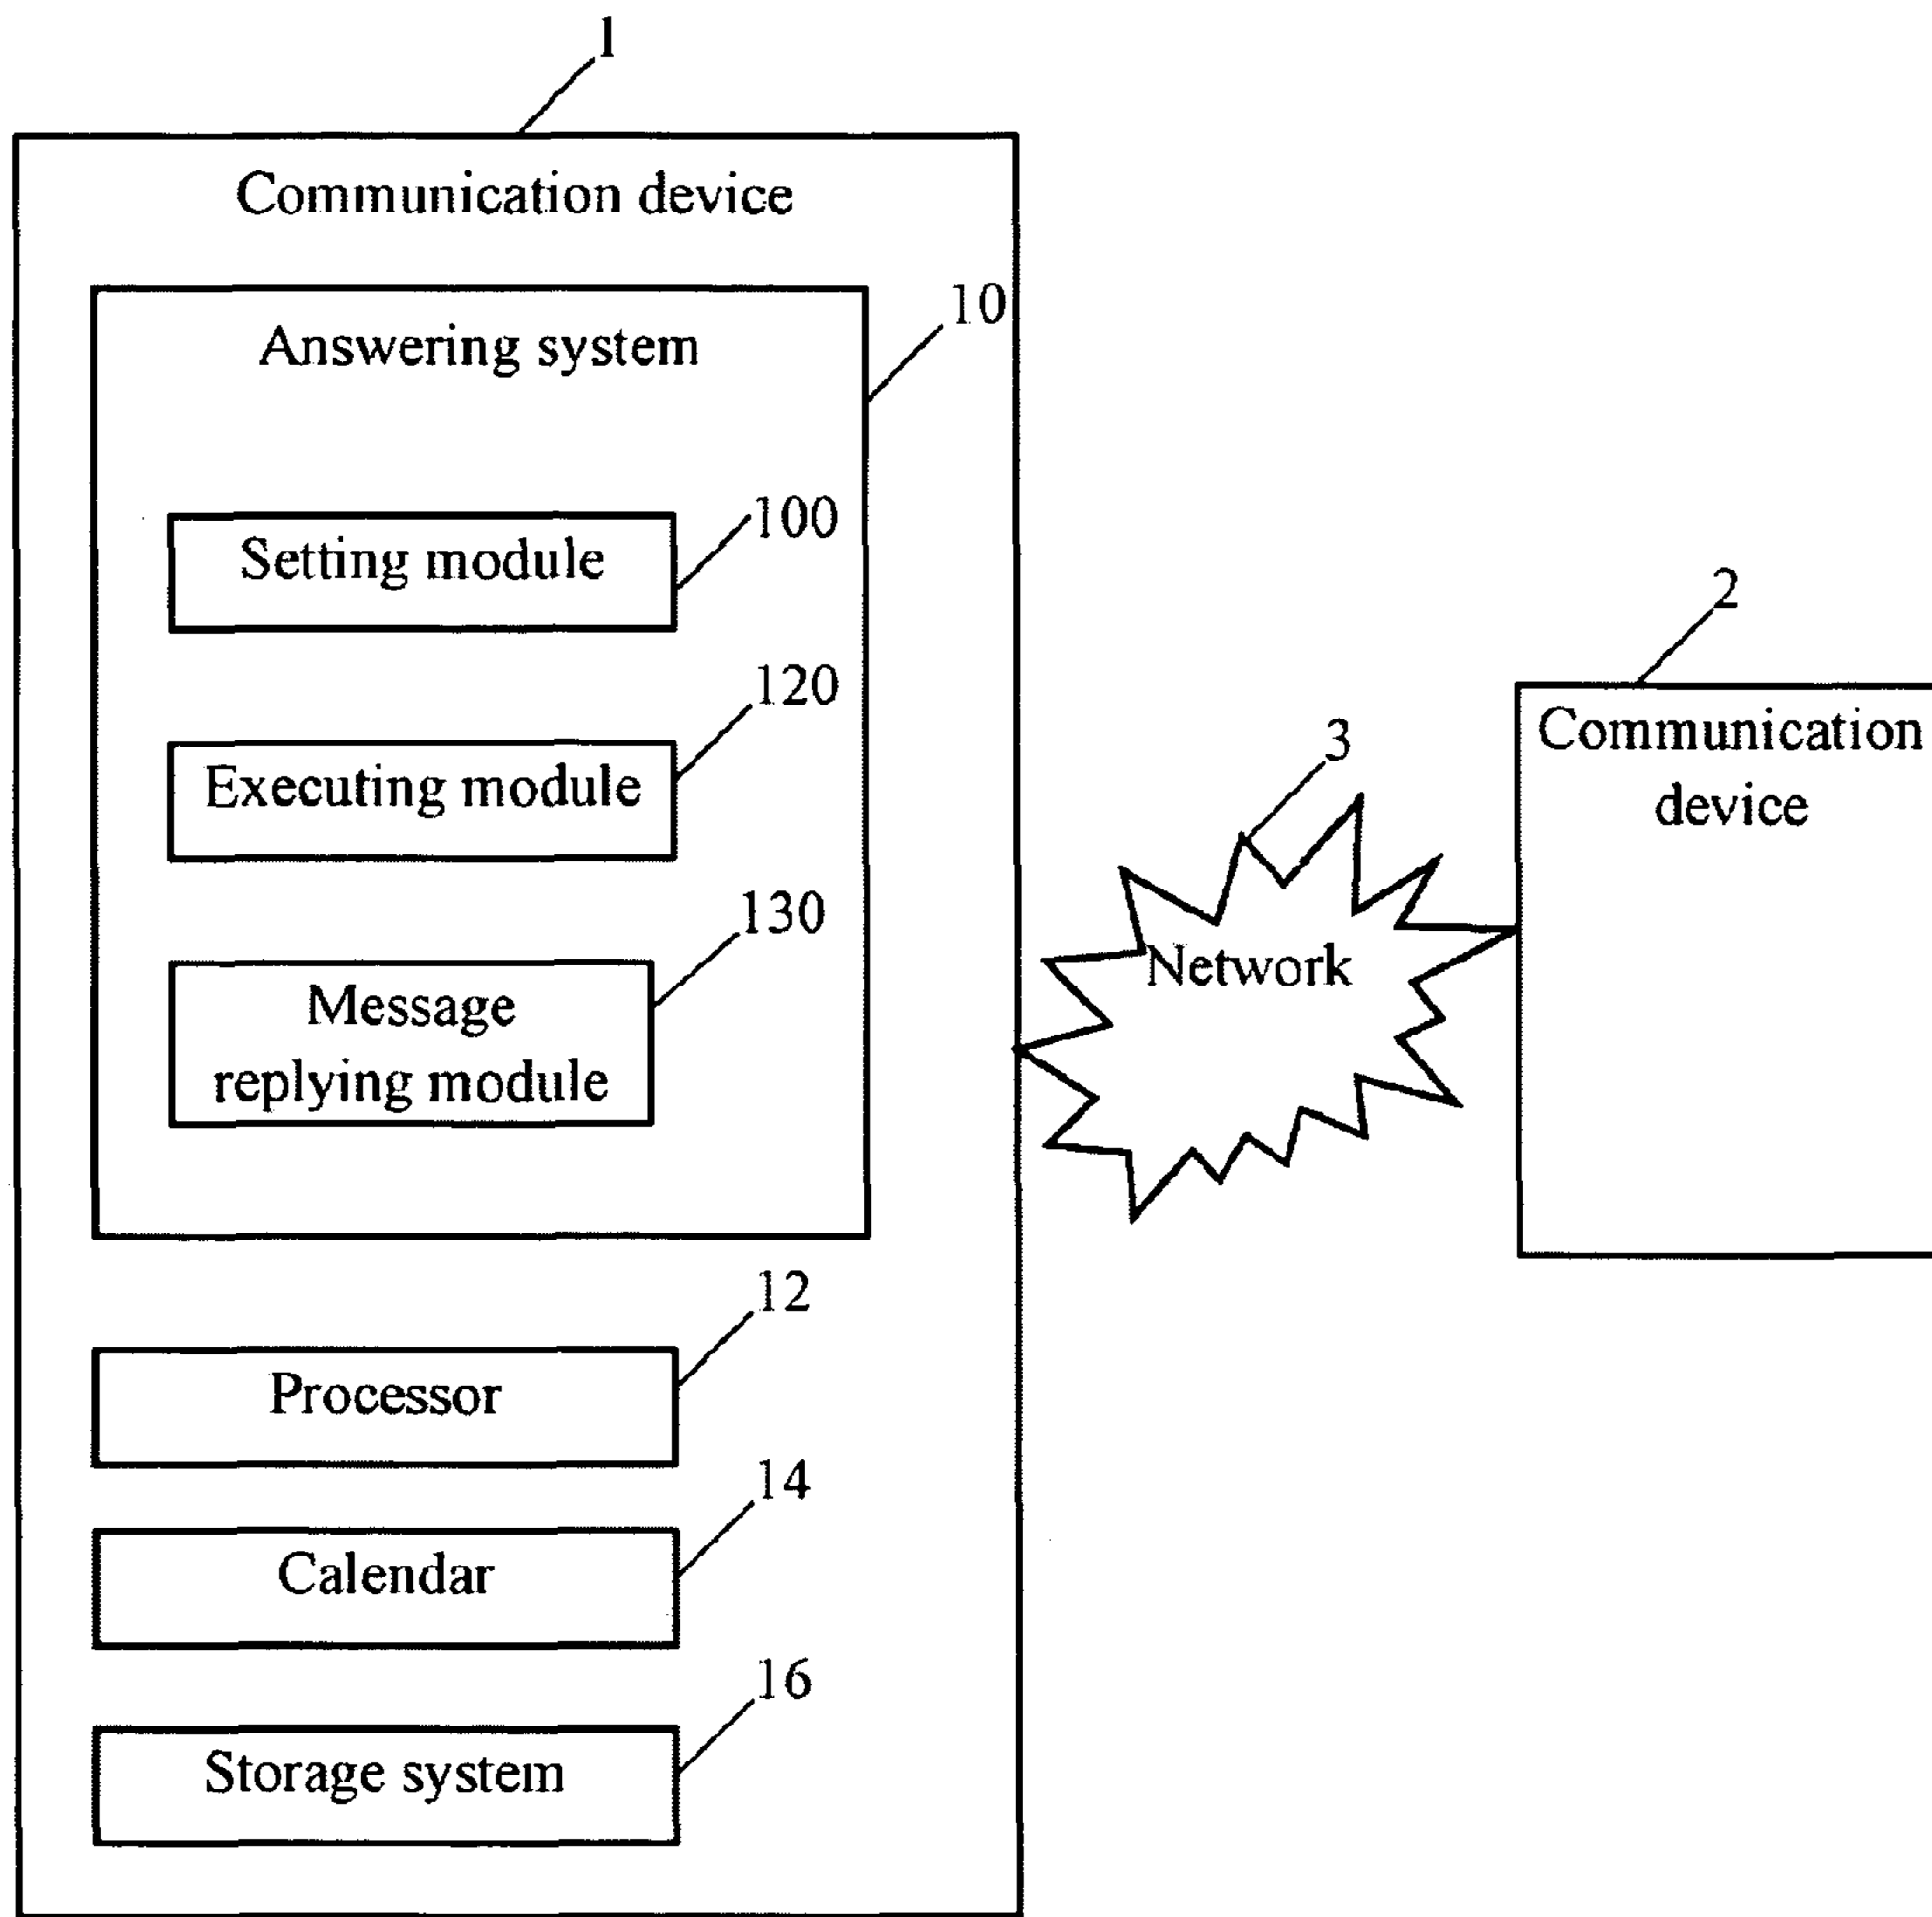 1
Communication device
10
Answering system
100
Setting module
120
Executing module
130
Message
replying module
12
Processor
14
Calendar
16
Storage system
3
Network
2
Communication
device